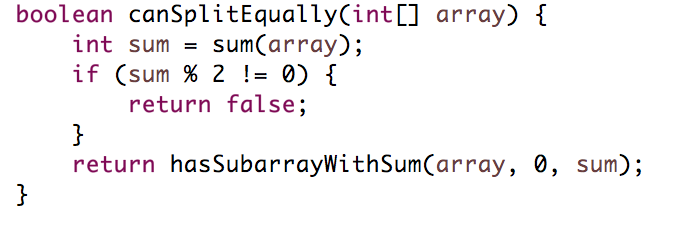 boolean canSplitEqually(int[] array) {
    int sum = sum(array);
    if (sum % 2 != 0) {
        return false;
    }
    return hasSubarrayWithSum(array, 0, sum);
}